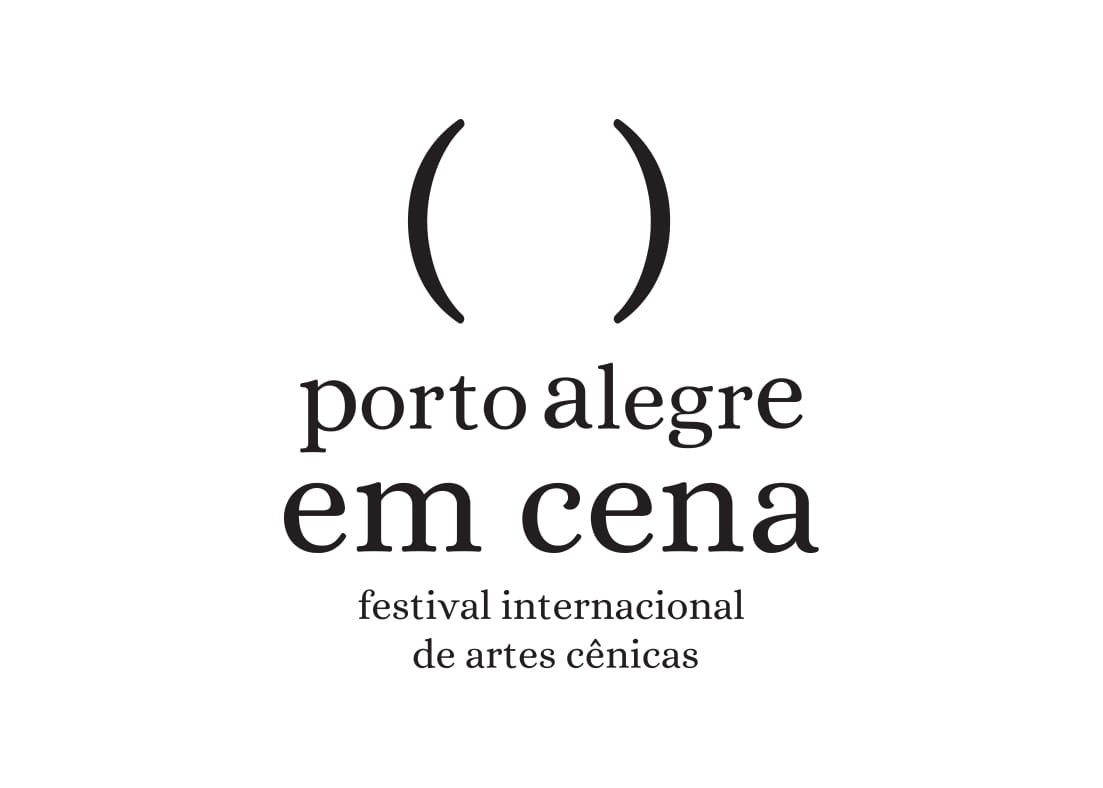 ( )
porto alegre
em cena
festival internacional
de artes cênicas